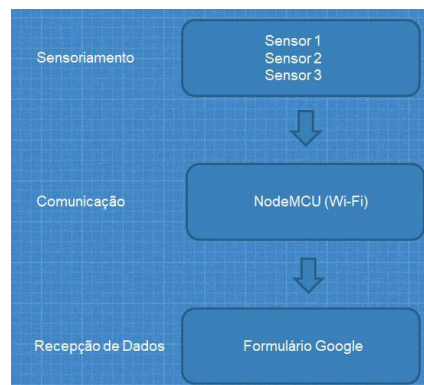 Sensoriamento
Sensor 1
Sensor 2
Sensor 3
Comunicação
NodeMCU (Wi-Fi)
Recepção de Dados
Formulário Google